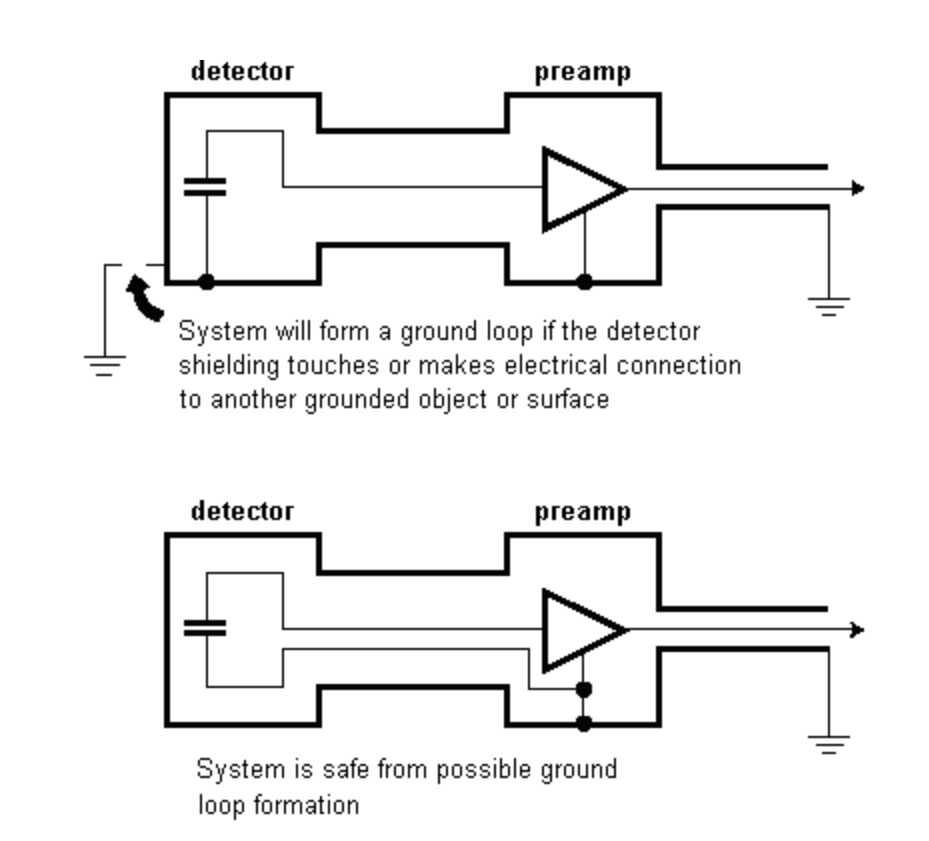 detector preamp
System will form a ground loop if the detector
shielding touches or makes electrical connection
to another grounded object or surface
detector preamp
System is safe from possible ground
loop formation